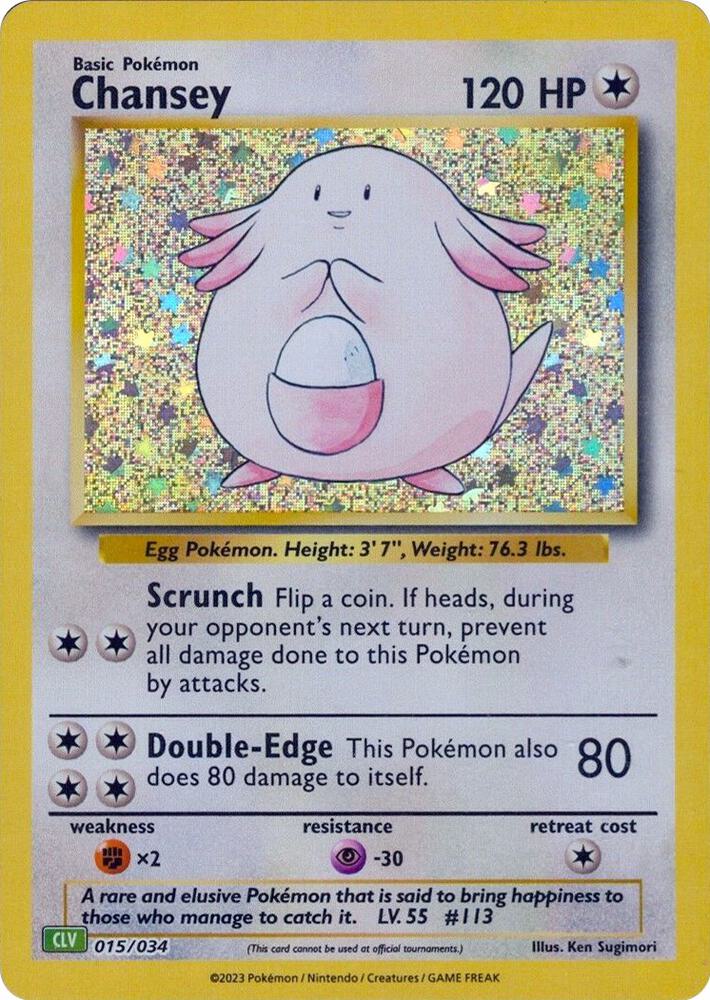 Basic Pokémon
Chansey 120 HP
Egg Pokémon. Height: 3' 7", Weight: 76.3 lbs.
Scrunch Flip a coin. If heads, during
your opponent's next turn, prevent
all damage done to this Pokémon
by attacks.
Double-Edge This Pokémon also 80
does 80 damage to itself.
weakness resistance retreat cost
×2 -30
A rare and elusive Pokémon that is said to bring happiness to
those who manage to catch it. LV. 55 #113
CLV 015/034 (This card cannot be used at official tournaments.) Illus. Ken Sugimori
©2023 Pokémon / Nintendo / Creatures / GAME FREAK